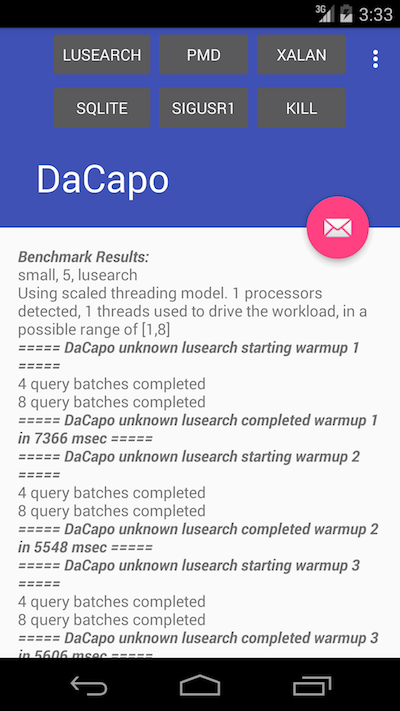 3G
3:33
LUSEARCH PMD XALAN
SQLITE SIGUSR1 KILL
DaCapo
Benchmark Results:
small, 5, lusearch
Using scaled threading model. 1 processors
detected, 1 threads used to drive the workload, in a
possible range of [1,8]
===== DaCapo unknown lusearch starting warmup 1
=====
4 query batches completed
8 query batches completed
===== DaCapo unknown lusearch completed warmup 1
in 7366 msec =====
===== DaCapo unknown lusearch starting warmup 2
=====
4 query batches completed
8 query batches completed
===== DaCapo unknown lusearch completed warmup 2
in 5548 msec =====
===== DaCapo unknown lusearch starting warmup 3
=====
4 query batches completed
8 query batches completed
===== DaCapo unknown lusearch completed warmup 3
in 5606 msec =====